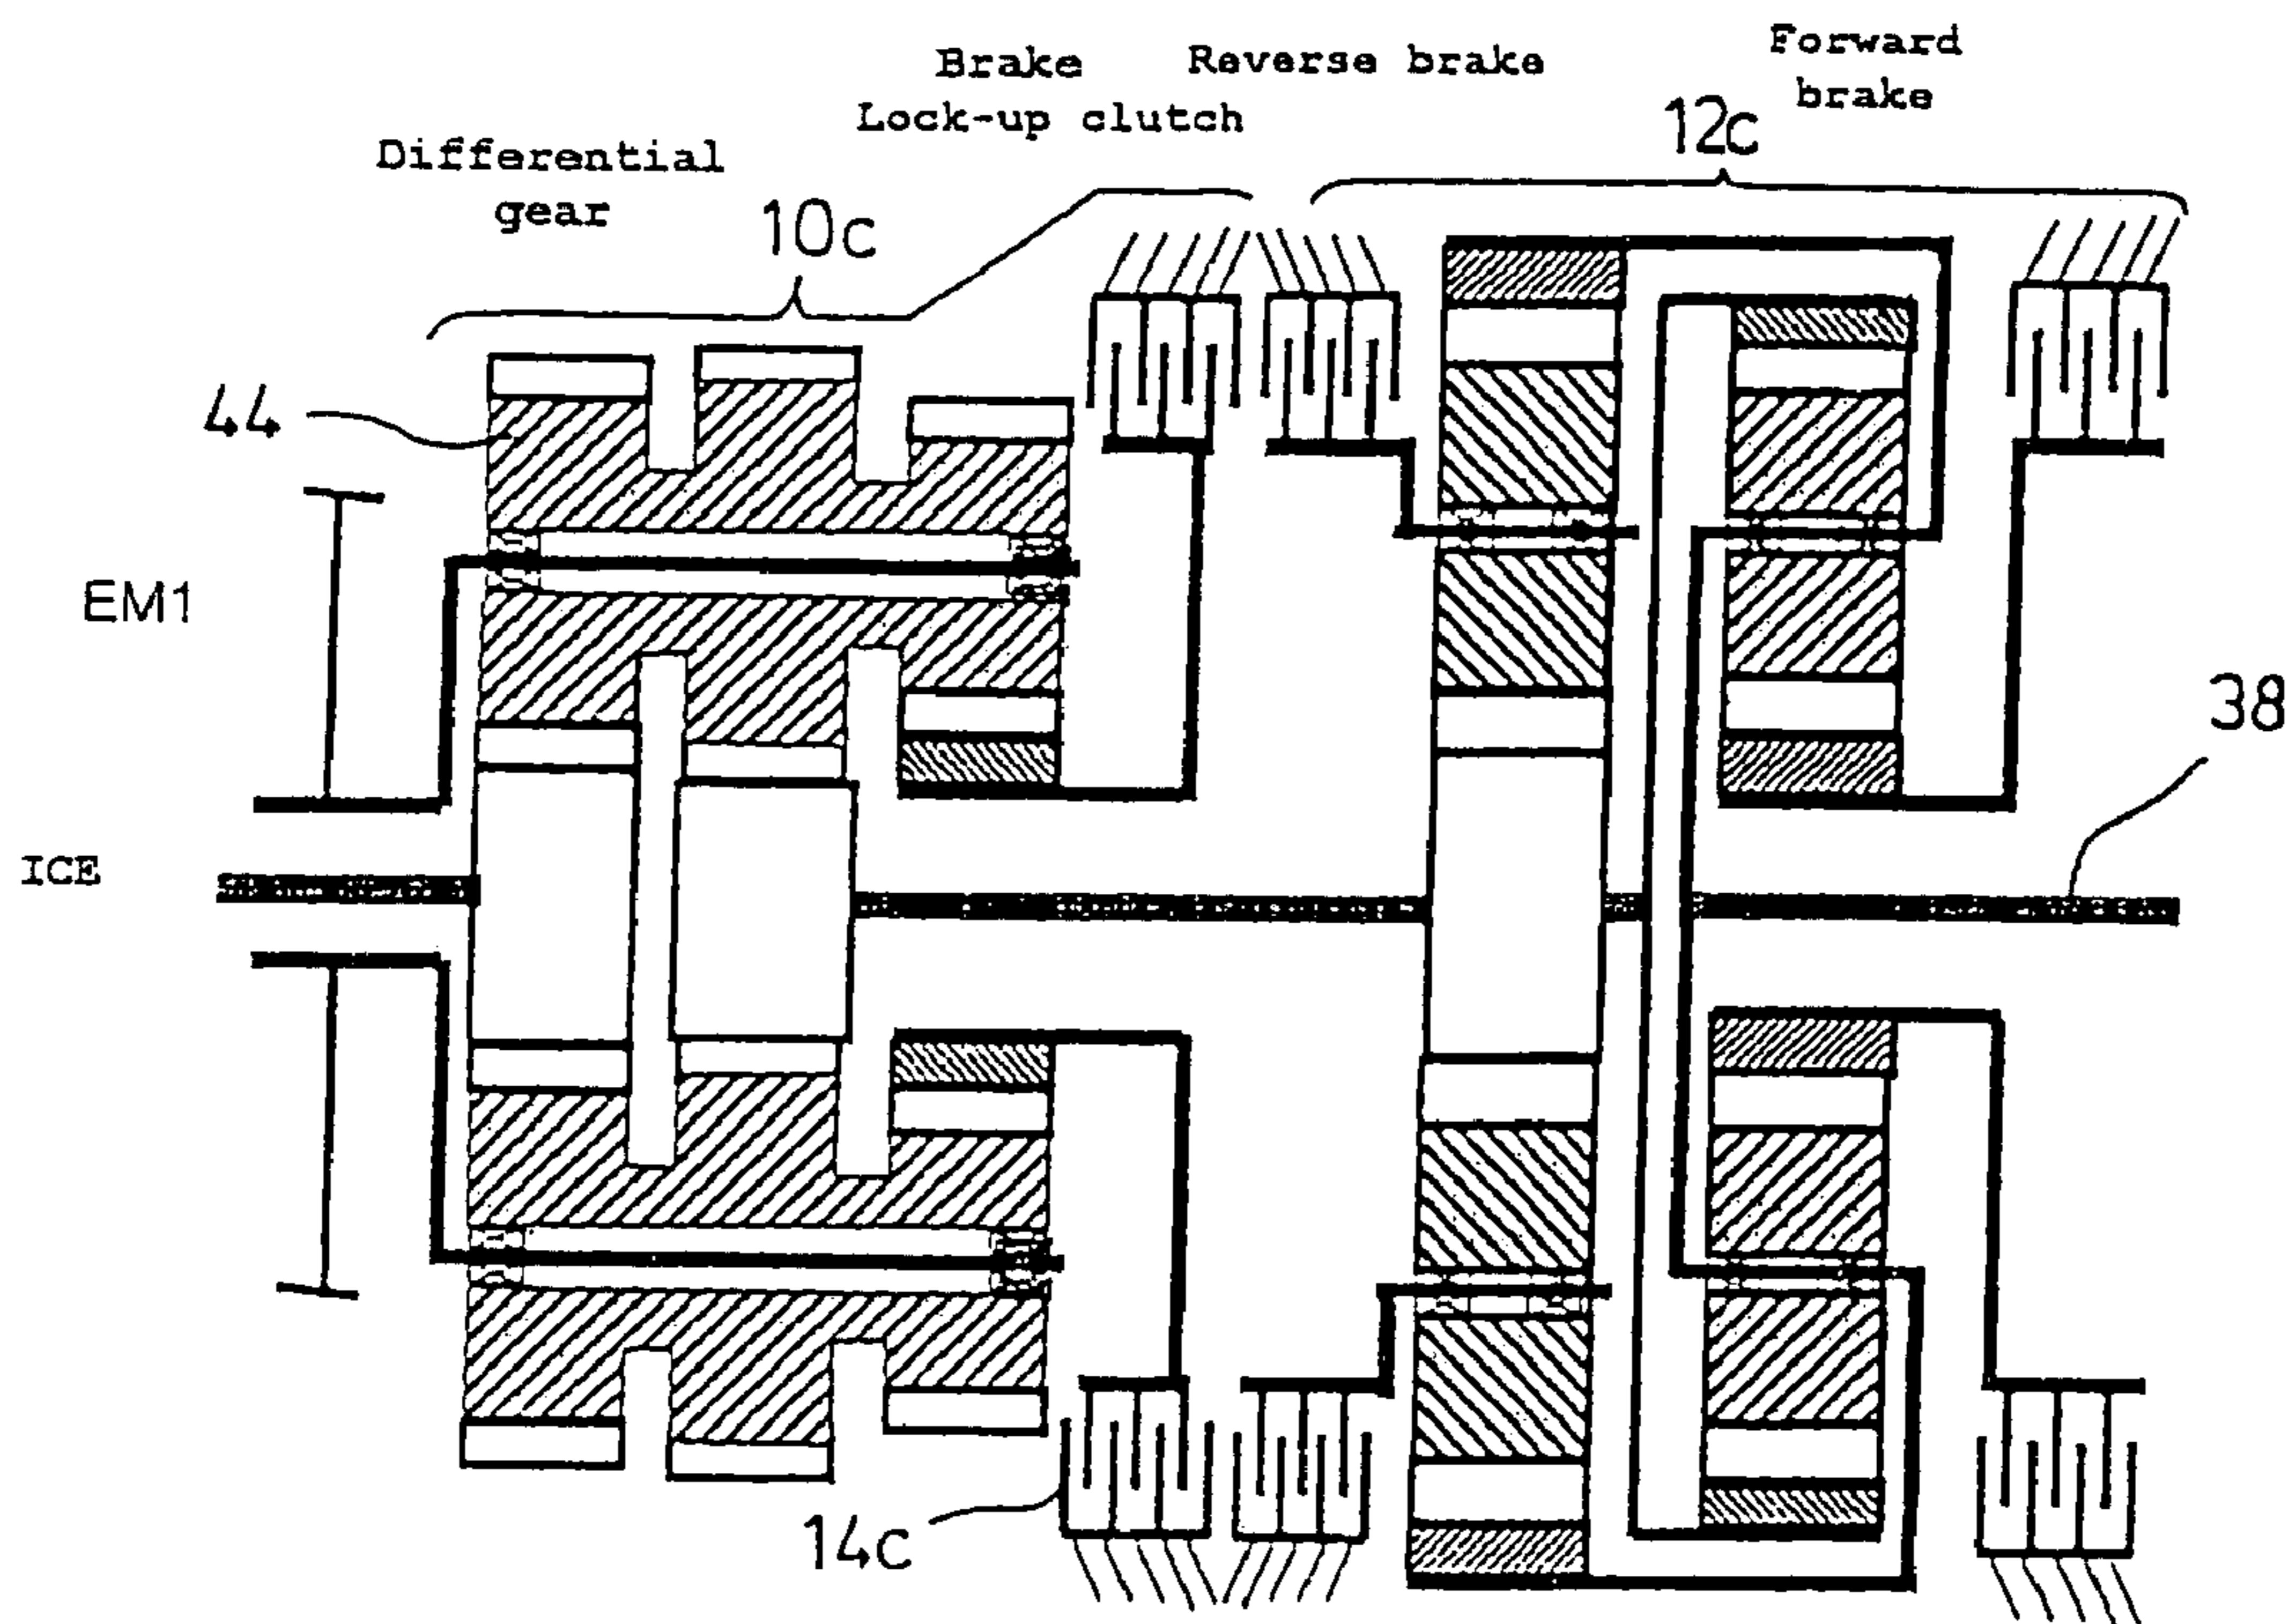 Forward
brake
Brake
Reverse brake
Lock-up clutch
12c
Differential
gear
10c
44
EM1
38
ICE
14c